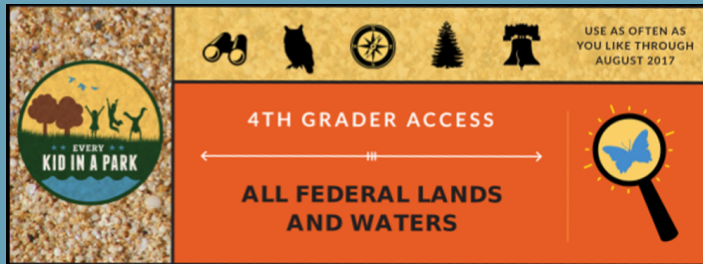 EVERY
KID IN A PARK
USE AS OFTEN AS
YOU LIKE THROUGH
AUGUST 2017
4TH GRADER ACCESS
ALL FEDERAL LANDS
AND WATERS